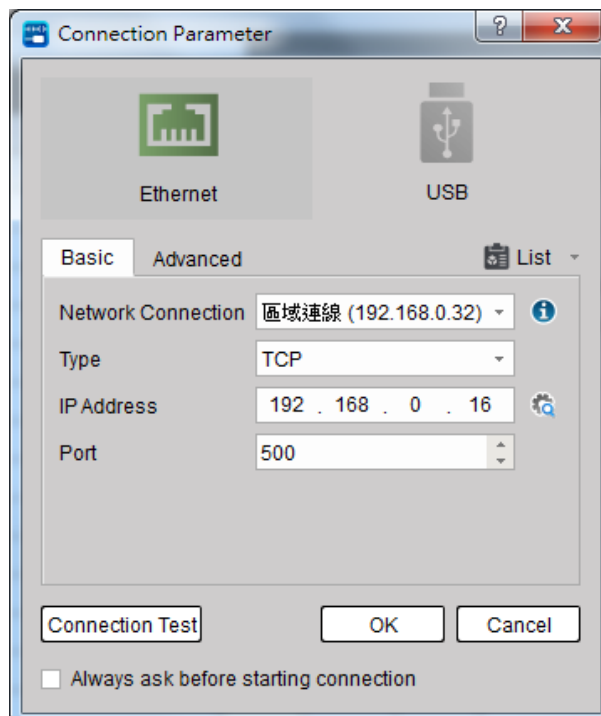 Connection Parameter
Ethernet
USB
Basic
Advanced
List
Network Connection 區域連線 (192.168.0.32)
Type TCP
IP Address 192 . 168 . 0 . 16
Port 500
Connection Test OK Cancel
Always ask before starting connection